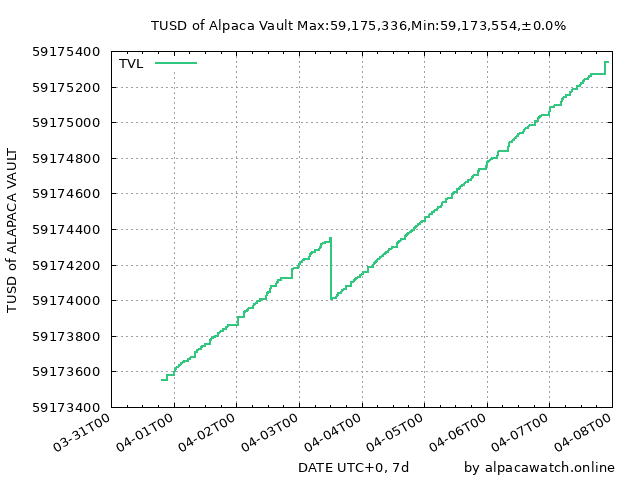 TUSD of Alpaca Vault Max:59,175,336,Min:59,173,554,±0.0%
TVL
59175400
59175200
59175000
59174800
59174600
59174400
59174200
59174000
59173800
59173600
59173400
TUSD of ALAPACA VAULT
03-31T00
04-01T00
04-02T00
04-03T00
04-04T00
04-05T00
04-06T00
04-07T00
04-08T00
DATE UTC+0, 7d
by alpacawatch.online